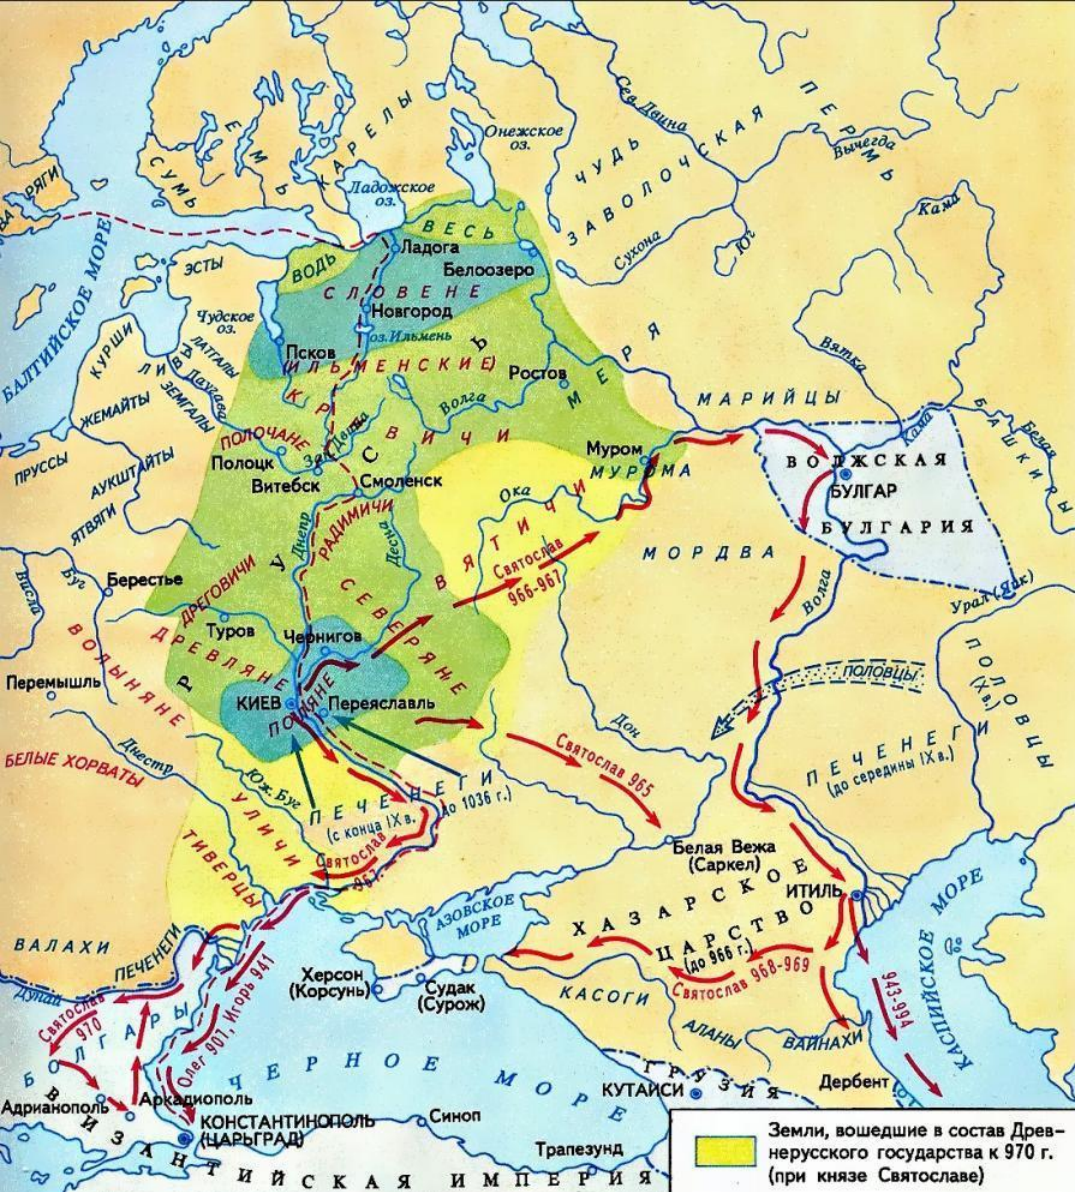 ПЕРМЬ
Сев.Двина
Вычегда
Онежское
оз.
ЧУДЬ
ЗАВОЛОЧСКАЯ
КАРЕЛЫ
ЕМЬ
СУМЬ
ВАРЯГИ
Ладожское
оз.
Кама
Сухона
Юг
ВЕСЬ
Ладога
Белоозеро
ВОДЬ
ЭСТЫ
СЛОВЕНЕ
Новгород
оз.Ильмень
(ИЛЬМЕНСКИЕ)
Чудское
оз.
Псков
БАЛТИЙСКОЕ МОРЕ
КУРШИ
ЛИВЫ
ЛАТГАЛЫ
Даугава
ЗЕМГАЛЫ
ЖЕМАЙТЫ
АУКШТАЙТЫ
ПРУССЫ
ЯТВЯГИ
Ростов
МЕРЯ
Вятка
МАРИЙЦЫ
Волга
КРИВИЧИ
ПОЛОЧАНЕ
Полоцк
Зап.Двина
Витебск
Смоленск
РУСЬ
Муром
МУРОМА
Ока
ВЯТИЧИ
Святослав
966-967
МОРДВА
ВОЛЖСКАЯ
БУЛГАР
БУЛГАРИЯ
Кама
Белая
БАШКИРЫ
Волга
Урал (Яик)
РАДИМИЧИ
Днепр
Десна
СЕВЕРЯНЕ
ДРЕГОВИЧИ
Берестье
Буг
Висла
Туров
ДРЕВЛЯНЕ
Чернигов
ВОЛЫНЯНЕ
Перемышль
КИЕВ
ПОЛЯНЕ
Переяславль
БЕЛЫЕ ХОРВАТЫ
Днестр
Юж. Буг
УЛИЧИ
ТИВЕРЦЫ
ПЕЧЕНЕГИ
(с конца IX в.
до 1036 г.)
Святослав
967
Дон
Святослав 965
ПОЛОВЦЫ
ПОЛОВЦЫ
(X в.)
ПЕЧЕНЕГИ
(до середины IX в.)
Белая Вежа
(Саркел)
ИТИЛЬ
ХАЗАРСКОЕ
ЦАРСТВО
(до 966 г.)
Святослав 968-969
943-994
КАСПИЙСКОЕ МОРЕ
АЗОВСКОЕ
МОРЕ
ВАЛАХИ
ПЕЧЕНЕГИ
Дунай
Херсон
(Корсунь)
Судак
(Сурож)
КАСОГИ
АЛАНЫ
ВАЙНАХИ
Дербент
ГРУЗИЯ
КУТАИСИ
Святослав
970
БОЛГАРЫ
Олег 907, Игорь 941
ЧЕРНОЕ МОРЕ
Адрианополь
Аркадиополь
КОНСТАНТИНОПОЛЬ
(ЦАРЬГРАД)
Синоп
Трапезунд
ВИЗАНТИЙСКАЯ ИМПЕРИЯ
Земли, вошедшие в состав Древ-
нерусского государства к 970 г.
(при князе Святославе)